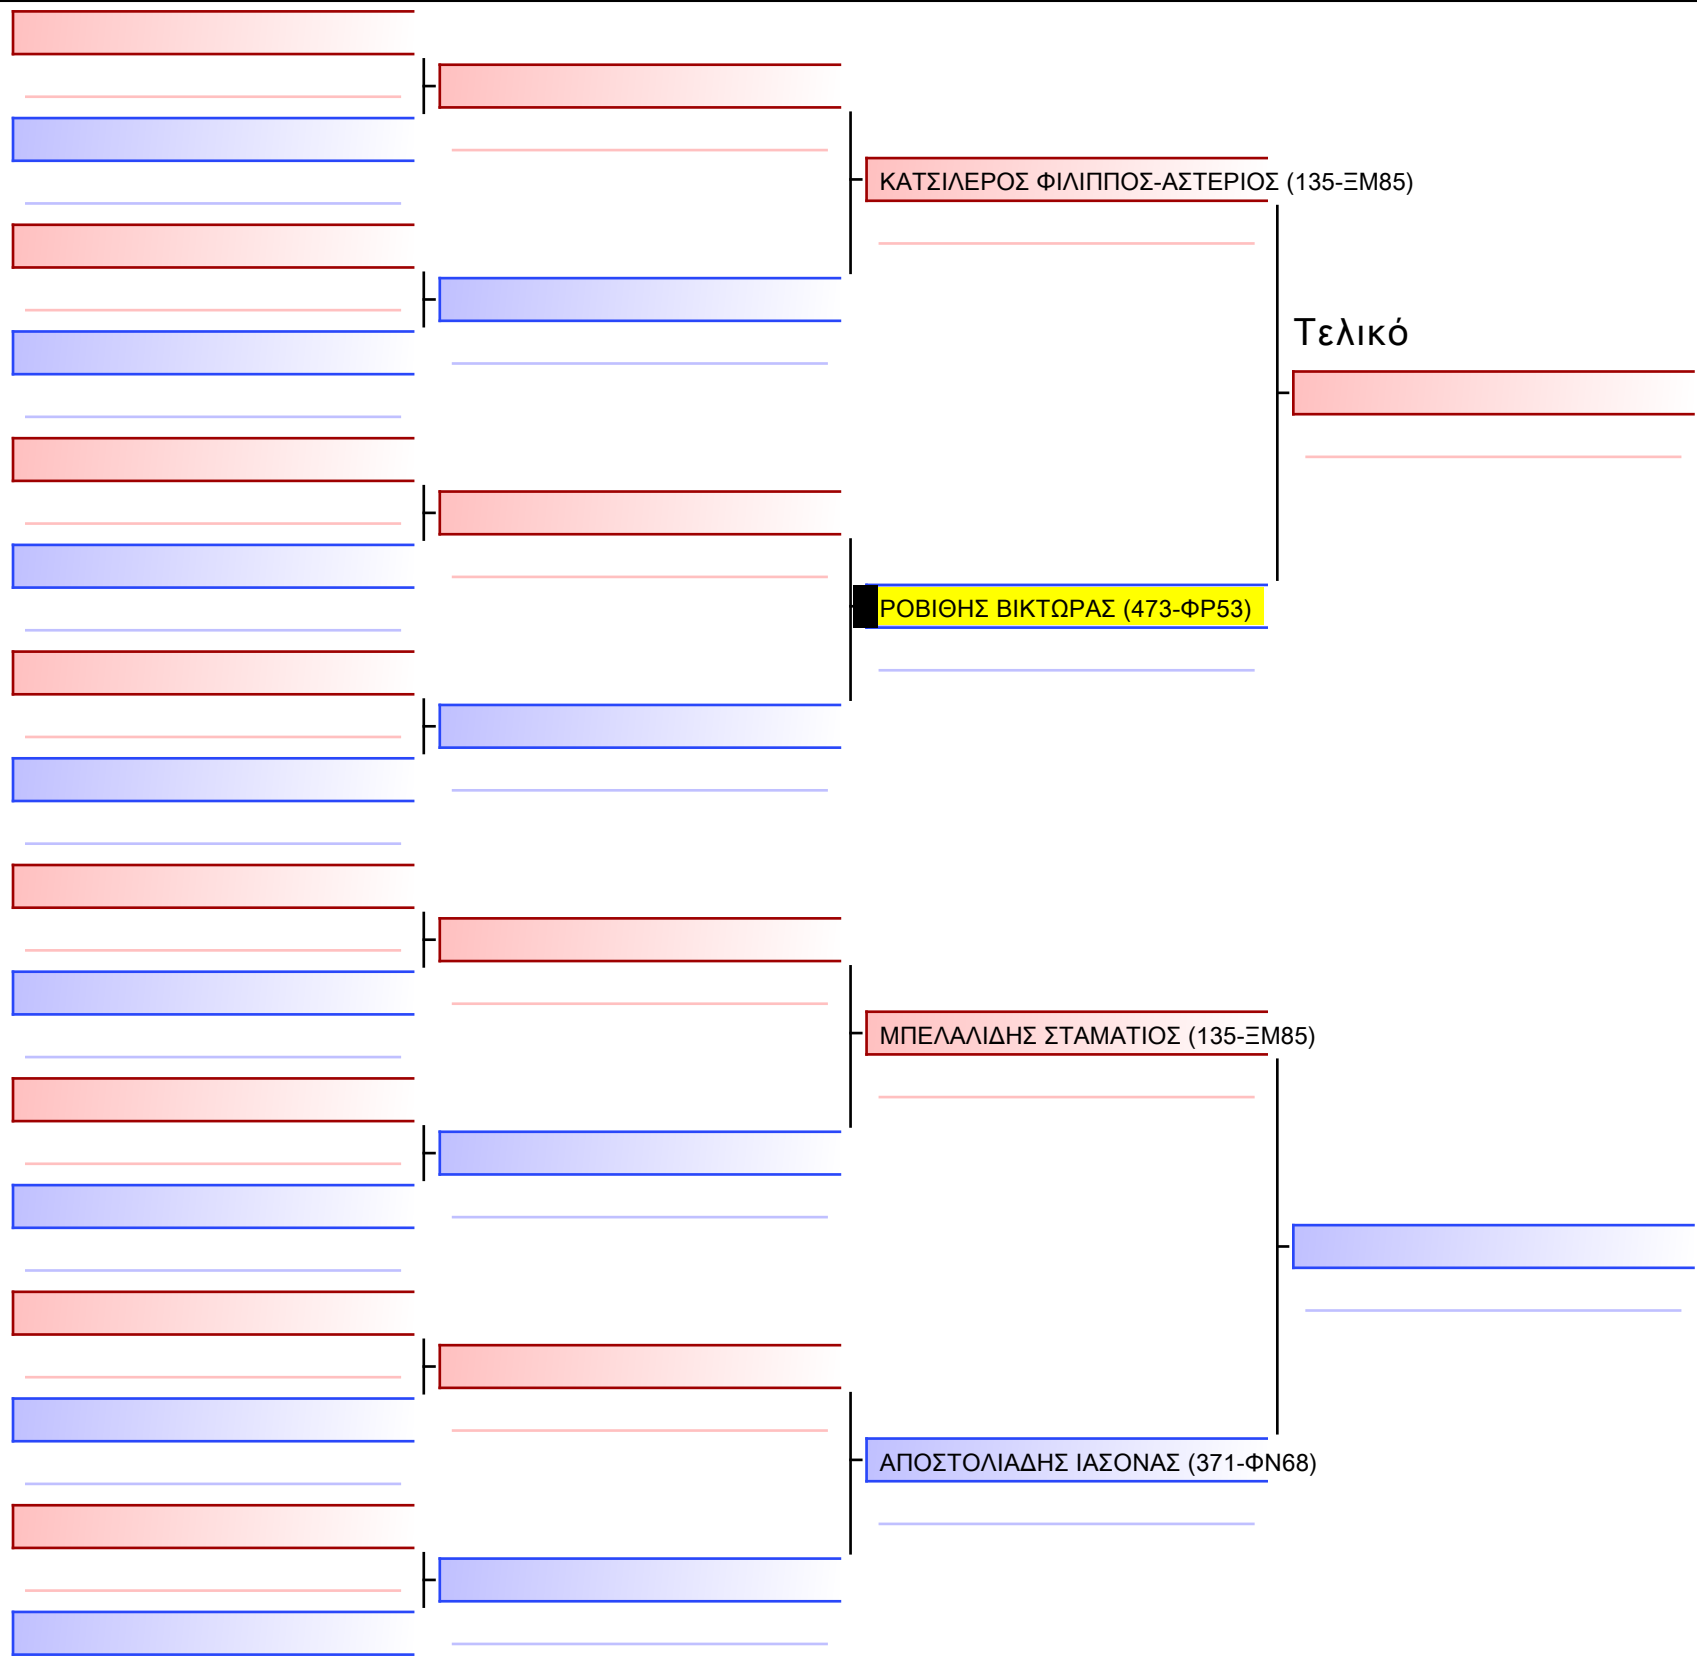 ΚΑΤΣΙΛΕΡΟΣ ΦΙΛΙΠΠΟΣ-ΑΣΤΕΡΙΟΣ (135-ΞΜ85)
Τελικό
ΡΟΒΙΘΗΣ ΒΙΚΤΩΡΑΣ (473-ΦΡ53)
ΜΠΕΛΑΛΙΔΗΣ ΣΤΑΜΑΤΙΟΣ (135-ΞΜ85)
ΑΠΟΣΤΟΛΙΑΔΗΣ ΙΑΣΟΝΑΣ (371-ΦΝ68)